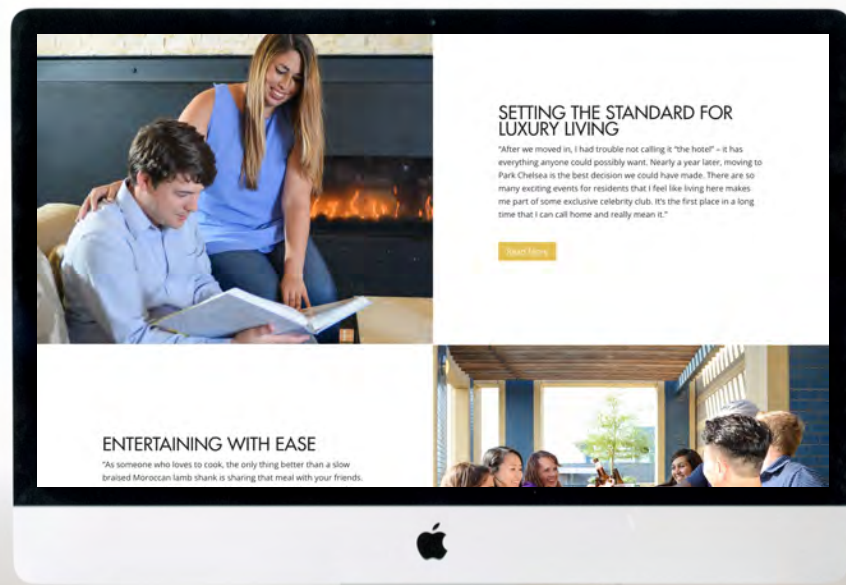 SETTING THE STANDARD FOR
LUXURY LIVING
"After we moved in, I had trouble not calling it "the hotel" – it has
everything anyone could possibly want. Nearly a year later, moving to
Park Chelsea is the best decision we could have made. There are so
many exciting events for residents that I feel like living here makes
me part of some exclusive celebrity club. It's the first place in a long
time that I can call home and really mean it."
Read More
ENTERTAINING WITH EASE
"As someone who loves to cook, the only thing better than a slow
braised Moroccan lamb shank is sharing that meal with your friends.